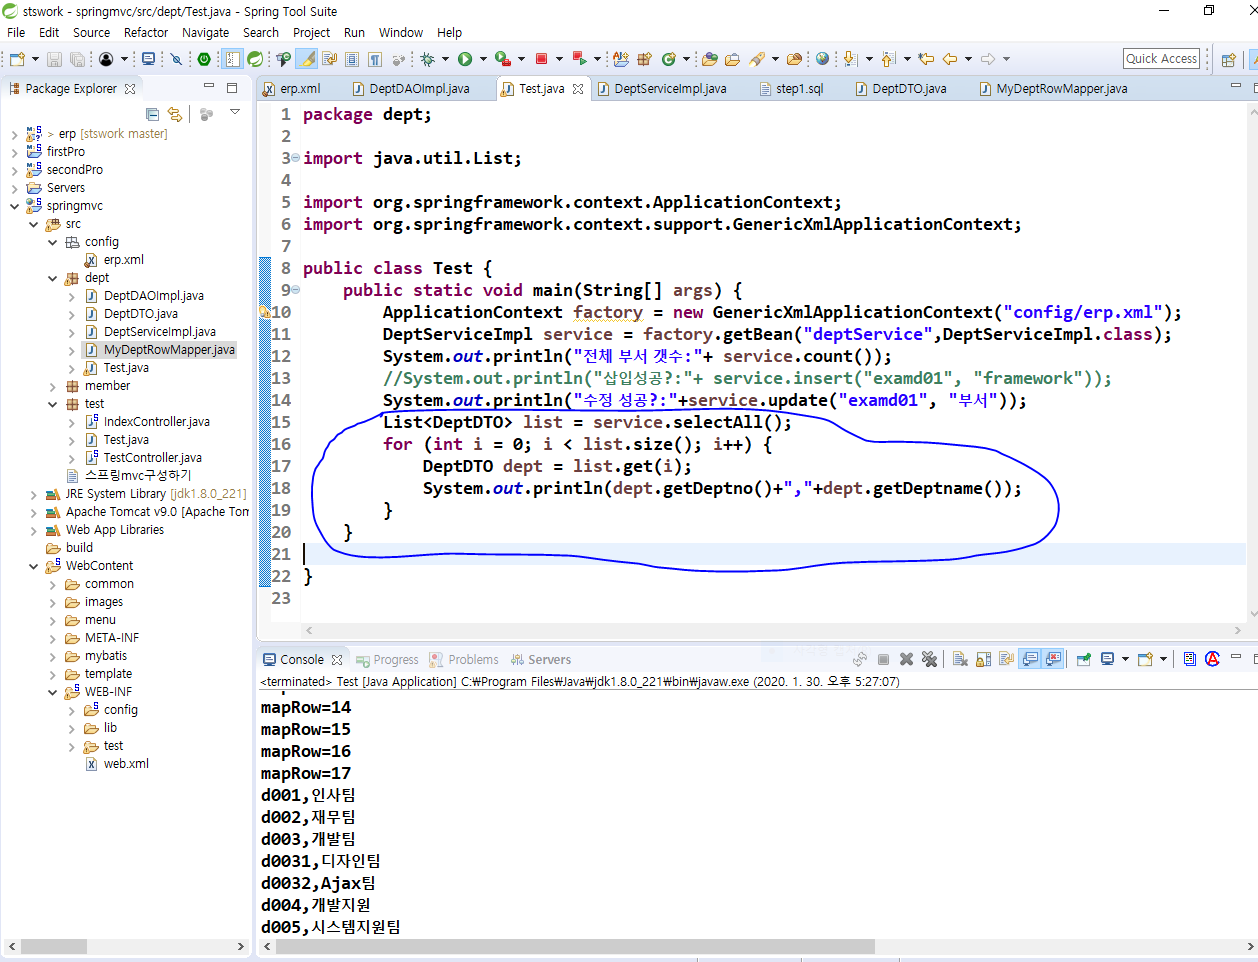 stswork - springmvc/src/dept/Test.java - Spring Tool Suite
File Edit Source Refactor Navigate Search Project Run Window Help
Quick Access
Package Explorer
> erp [stswork master]
firstPro
secondPro
Servers
springmvc
src
config
erp.xml
dept
DeptDAOImpl.java
DeptDTO.java
DeptServiceImpl.java
MyDeptRowMapper.java
Test.java
member
test
IndexController.java
Test.java
TestController.java
스프링mvc구성하기
JRE System Library [jdk1.8.0_221]
Apache Tomcat v9.0 [Apache Tom
Web App Libraries
build
WebContent
common
images
menu
META-INF
mybatis
template
WEB-INF
config
lib
test
web.xml
erp.xml DeptDAOImpl.java Test.java DeptServiceImpl.java step1.sql DeptDTO.java MyDeptRowMapper.java
1 package dept;
2
3 import java.util.List;
4
5 import org.springframework.context.ApplicationContext;
6 import org.springframework.context.support.GenericXmlApplicationContext;
7
8 public class Test {
9 public static void main(String[] args) {
10 ApplicationContext factory = new GenericXmlApplicationContext("config/erp.xml");
11 DeptServiceImpl service = factory.getBean("deptService",DeptServiceImpl.class);
12 System.out.println("전체 부서 갯수:"+ service.count());
13 //System.out.println("삽입성공?:"+ service.insert("examd01", "framework"));
14 System.out.println("수정 성공?:"+service.update("examd01", "부서"));
15 List<DeptDTO> list = service.selectAll();
16 for (int i = 0; i < list.size(); i++) {
17 DeptDTO dept = list.get(i);
18 System.out.println(dept.getDeptno()+","+dept.getDeptname());
19 }
20 }
21
22 }
23
Console Progress Problems Servers
<terminated> Test [Java Application] C:₩Program Files₩Java₩jdk1.8.0_221₩bin₩javaw.exe (2020. 1. 30. 오후 5:27:07)
mapRow=14
mapRow=15
mapRow=16
mapRow=17
d001,인사팀
d002,재무팀
d003,개발팀
d0031,디자인팀
d0032,Ajax팀
d004,개발지원
d005,시스템지원팀